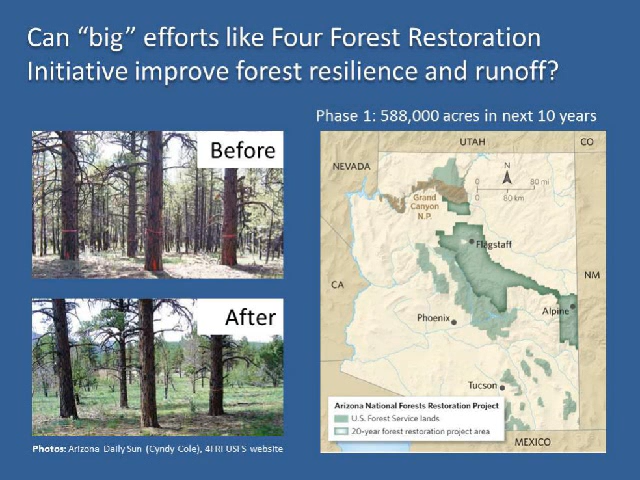 Can “big” efforts like Four Forest Restoration
Initiative improve forest resilience and runoff?
Phase 1: 588,000 acres in next 10 years
Before
After
Photos: Arizona Daily Sun (Cyndy Cole), 4FRI USFS website
UTAH
CO
NEVADA
N
0 80 mi
0 80 km
Grand
Canyon
N.P.
Flagstaff
CA
NM
Phoenix
Alpine
Tucson
Arizona National Forests Restoration Project
U.S. Forest Service lands
20-year forest restoration project area
MEXICO